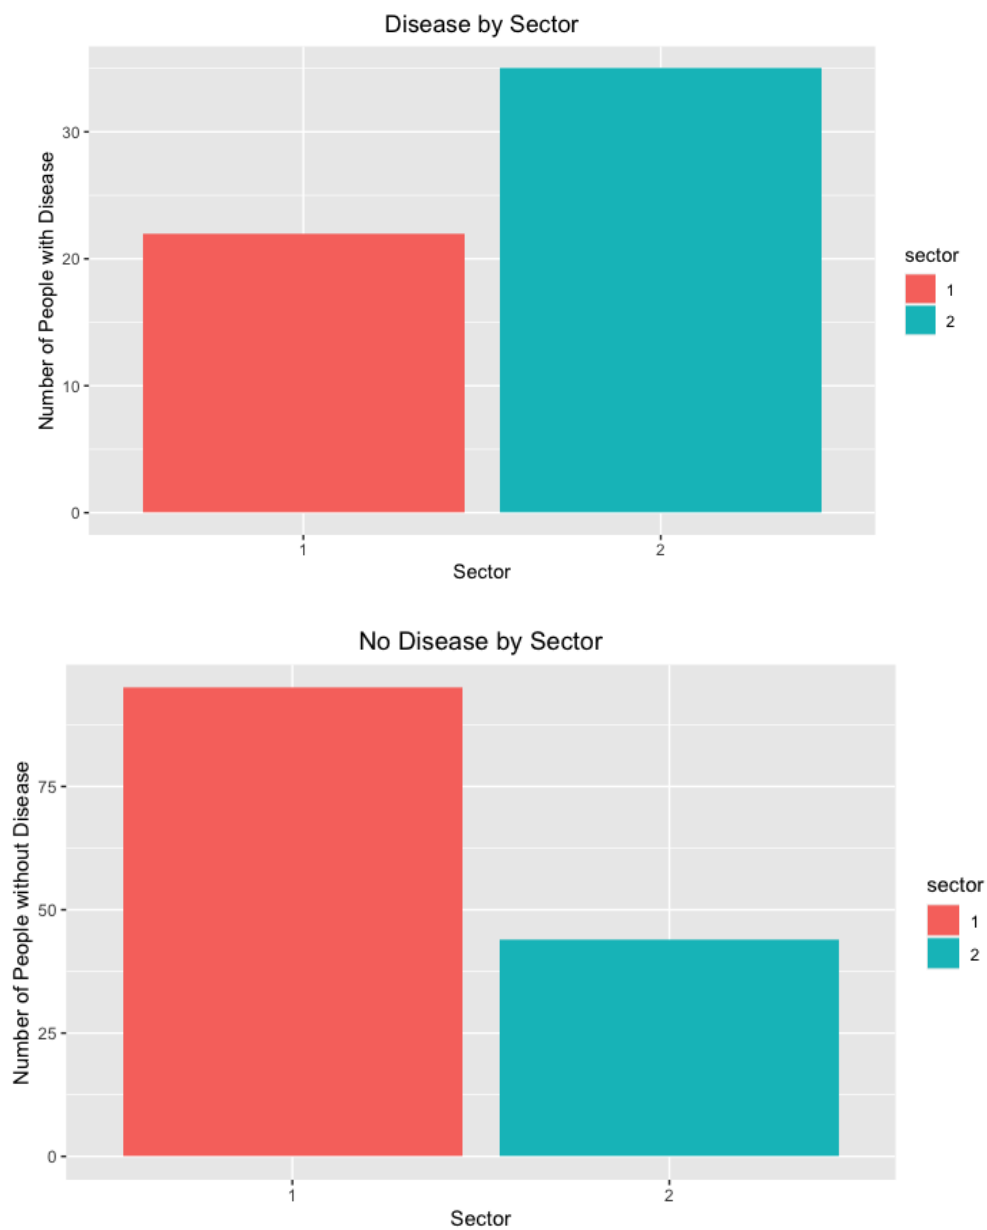 Disease by Sector
Number of People with Disease
30
20
10
0
1
2
Sector
sector
1
2
No Disease by Sector
Number of People without Disease
75
50
25
0
1
2
Sector
sector
1
2